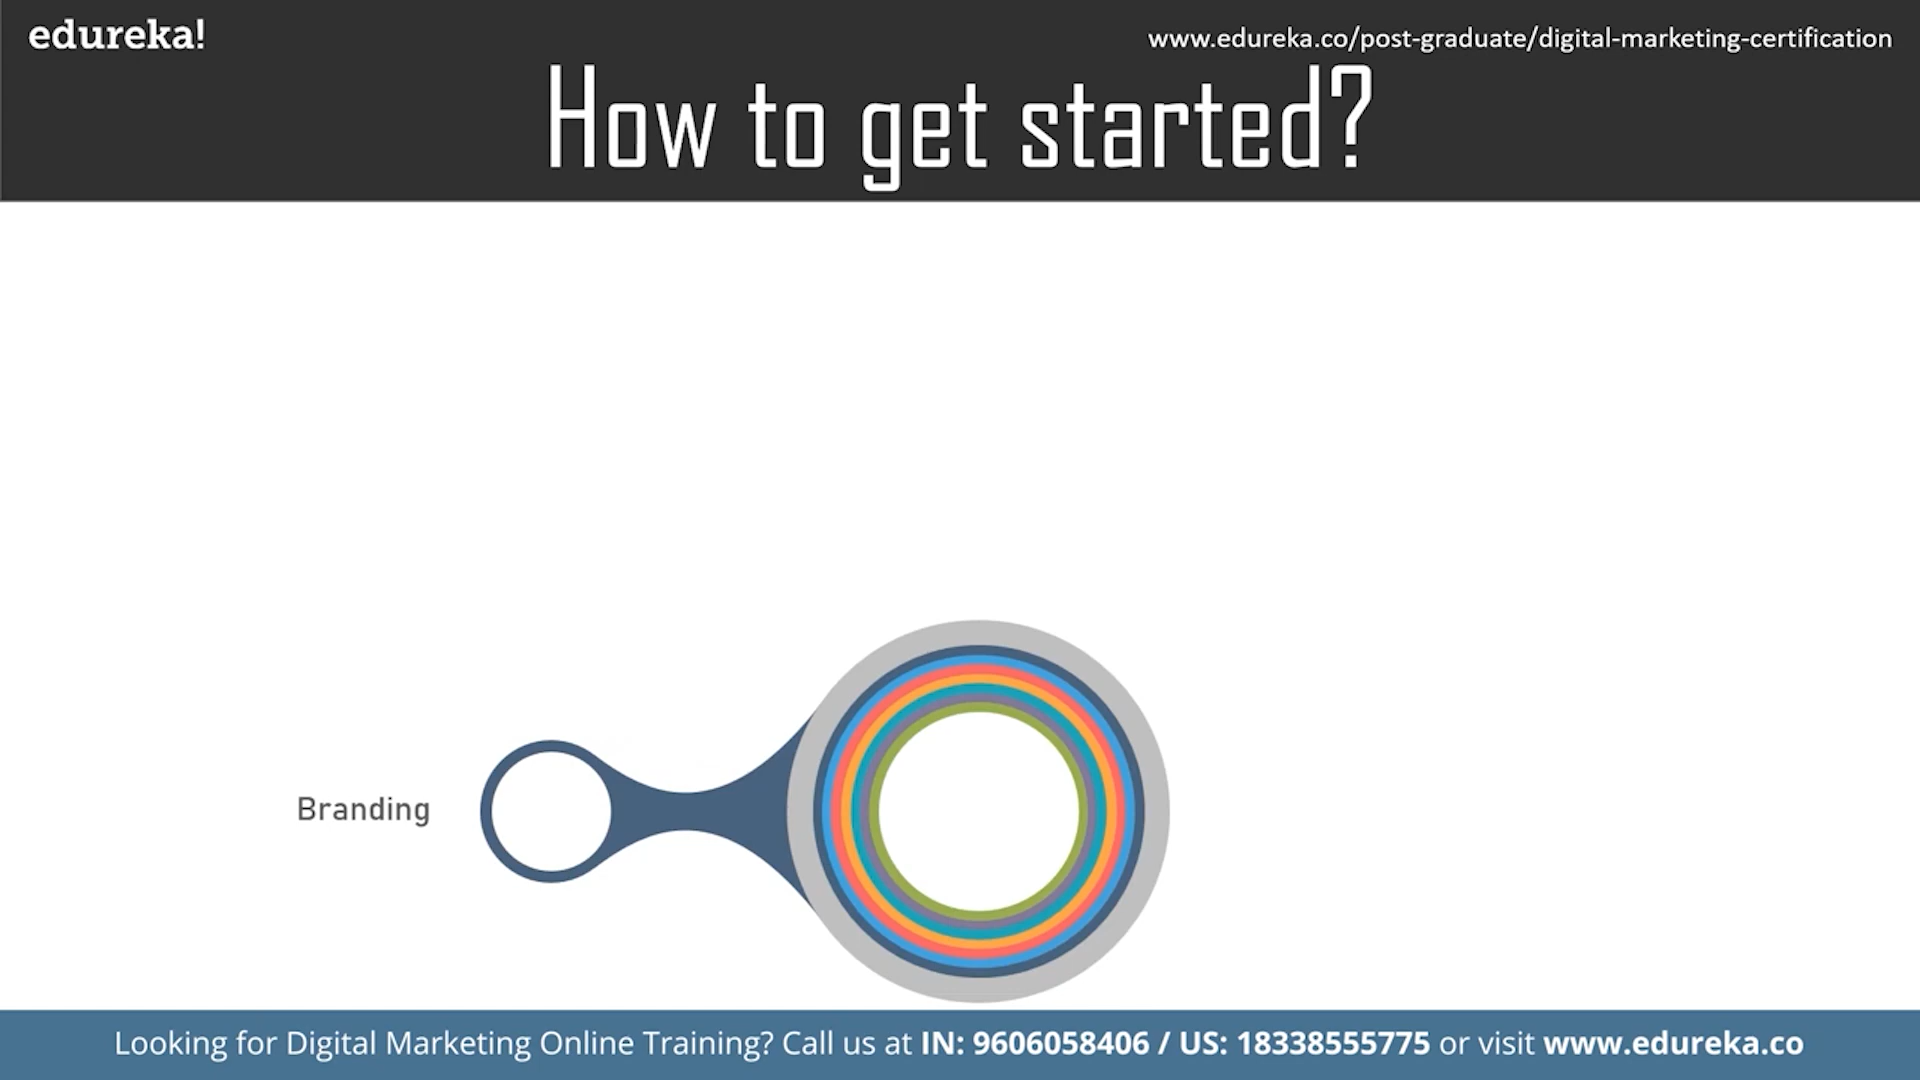 edureka!
www.edureka.co/post-graduate/digital-marketing-certification
How to get started?
Branding
Looking for Digital Marketing Online Training? Call us at IN: 9606058406 / US: 18338555775 or visit www.edureka.co